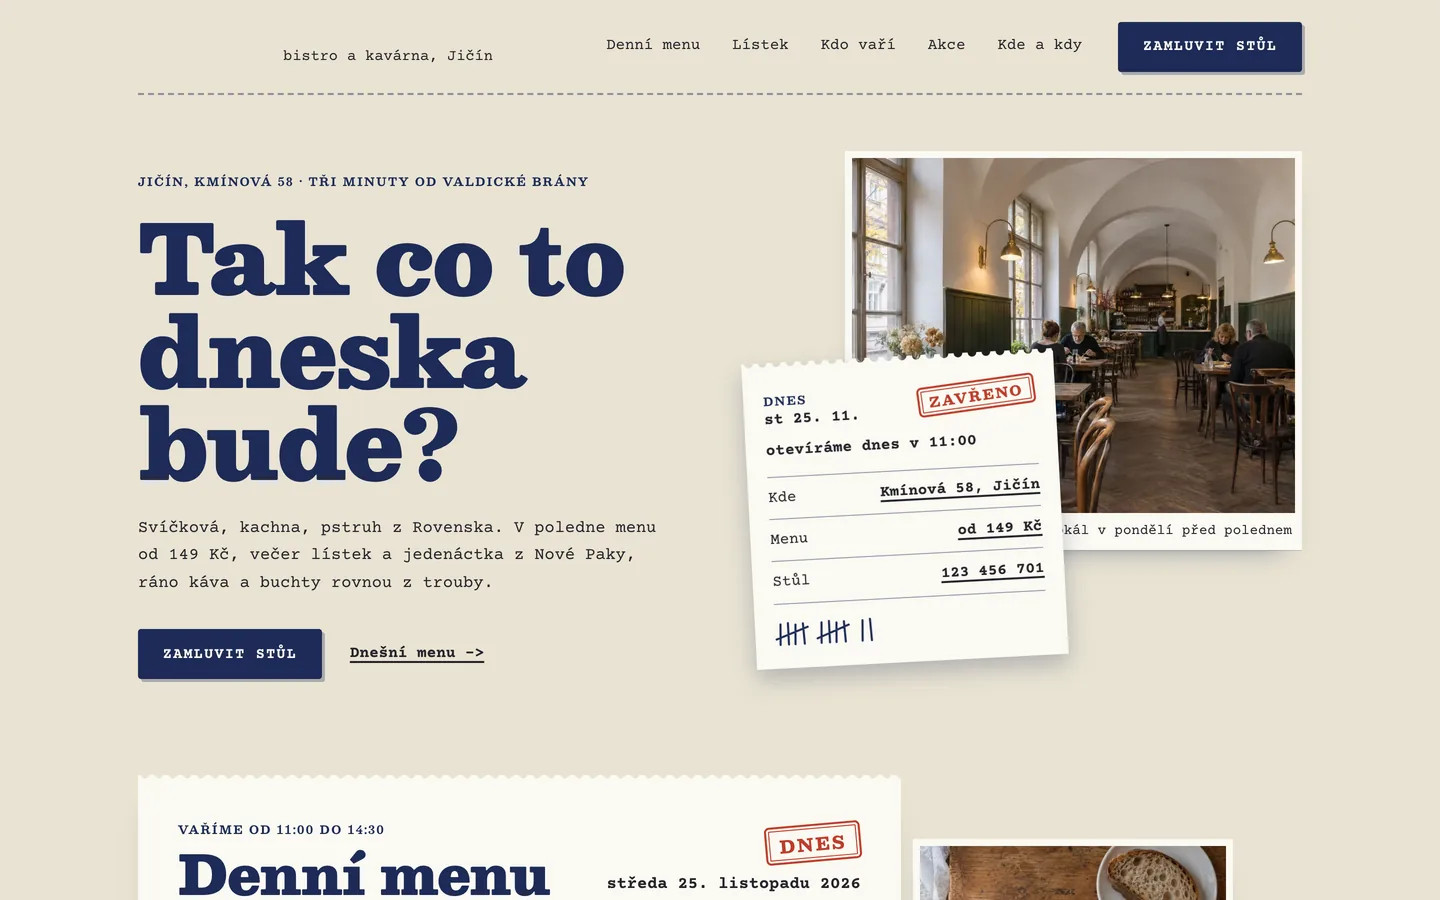 bistro a kavárna, Jičín
Denní menu
Lístek
Kdo vaří
Akce
Kde a kdy
ZAMLUVIT STŮL
JIČÍN, KMÍNOVÁ 58 · TŘI MINUTY OD VALDICKÉ BRÁNY
Tak co to
dneska
bude?
Svíčková, kachna, pstruh z Rovenska. V poledne menu
od 149 Kč, večer lístek a jedenáctka z Nové Paky,
ráno káva a buchty rovnou z trouby.
ZAMLUVIT STŮL
Dnešní menu ->
DNES
st 25. 11.
ZAVŘENO
otevíráme dnes v 11:00
Kde
Kmínová 58, Jičín
Menu
od 149 Kč
Stůl
123 456 701
v pondělí před polednem
VAŘÍME OD 11:00 DO 14:30
Denní menu
DNES
středa 25. listopadu 2026